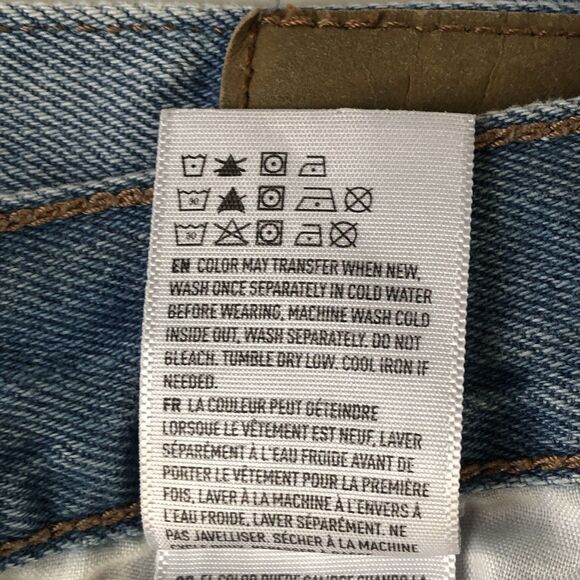 EN COLOR MAY TRANSFER WHEN NEW,
WASH ONCE SEPARATELY IN COLD WATER
BEFORE WEARING, MACHINE WASH COLD
INSIDE OUT, WASH SEPARATELY. DO NOT
BLEACH. TUMBLE DRY LOW. COOL IRON IF
NEEDED.
FR LA COULEUR PEUT DÉTEINDRE
LORSQUE LE VÊTEMENT EST NEUF, LAVER
SÉPARÉMENT À L'EAU FROIDE AVANT DE
PORTER LE VÊTEMENT POUR LA PREMIÈRE
FOIS, LAVER À LA MACHINE À L'ENVERS À
L'EAU FROIDE, LAVER SÉPARÉMENT. NE
PAS JAVELLISER. SÉCHER À LA MACHINE